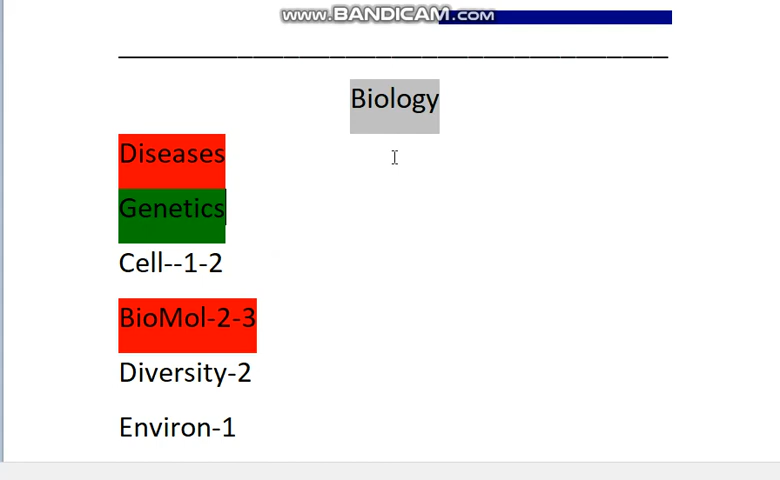 www.BANDICAM.com
Biology
Diseases
Genetics
Cell--1-2
BioMol-2-3
Diversity-2
Environ-1